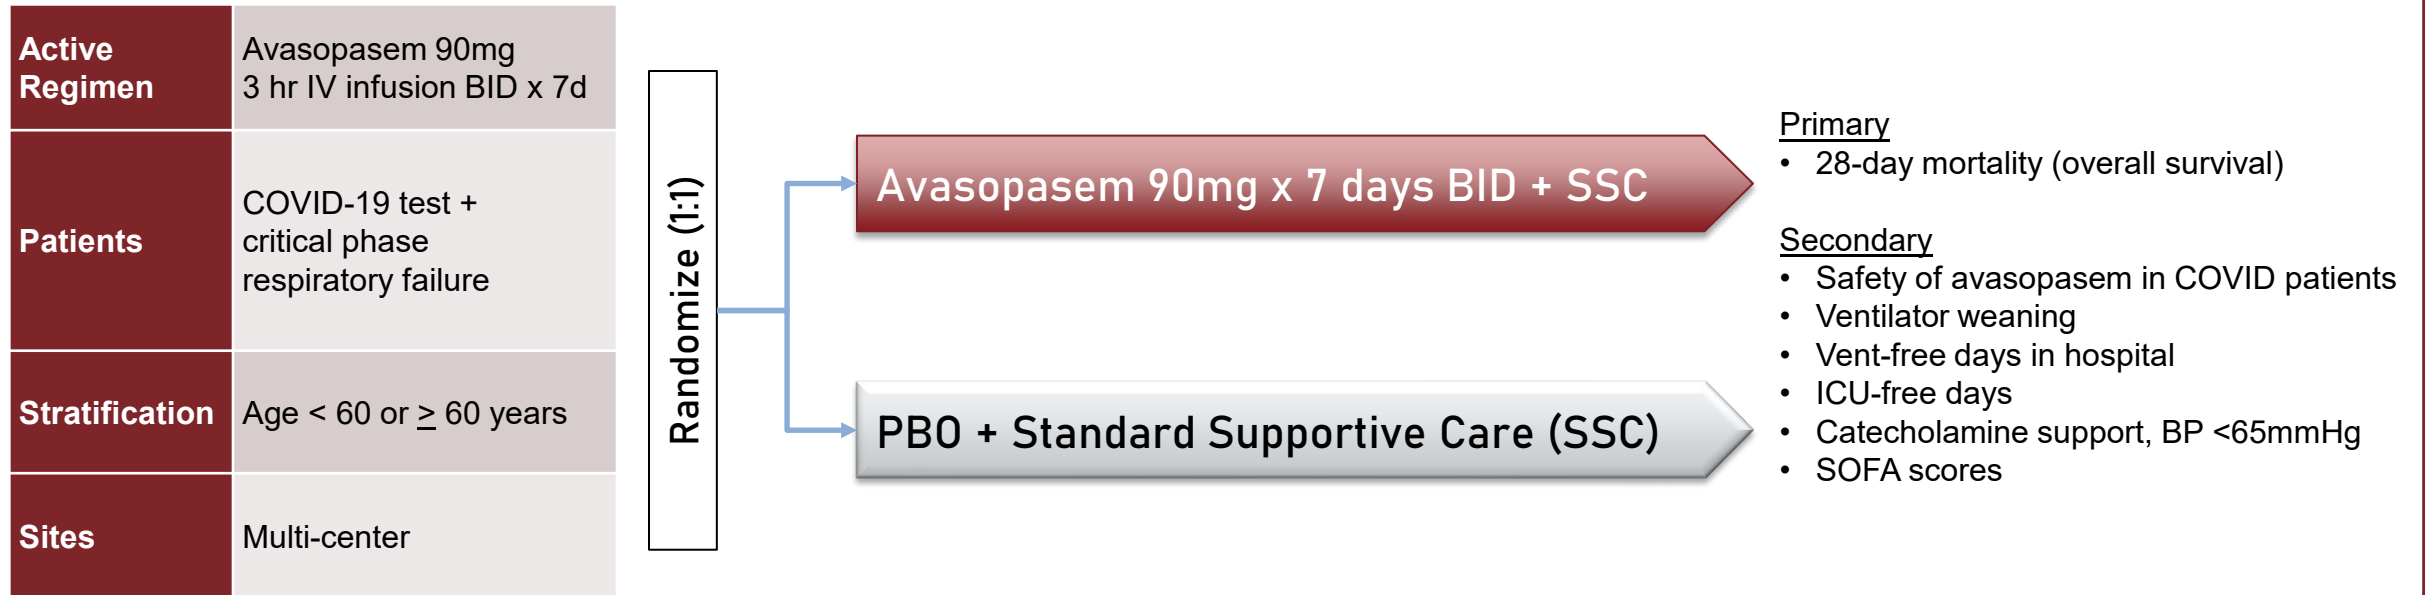 Active
Regimen
Avasopasem 90mg
3 hr IV infusion BID x 7d
Patients
COVID-19 test +
critical phase
respiratory failure
Stratification
Age < 60 or ≥ 60 years
Sites
Multi-center
Randomize (1:1)
Avasopasem 90mg x 7 days BID + SSC
PBO + Standard Supportive Care (SSC)
Primary
• 28-day mortality (overall survival)
Secondary
• Safety of avasopasem in COVID patients
• Ventilator weaning
• Vent-free days in hospital
• ICU-free days
• Catecholamine support, BP <65mmHg
• SOFA scores